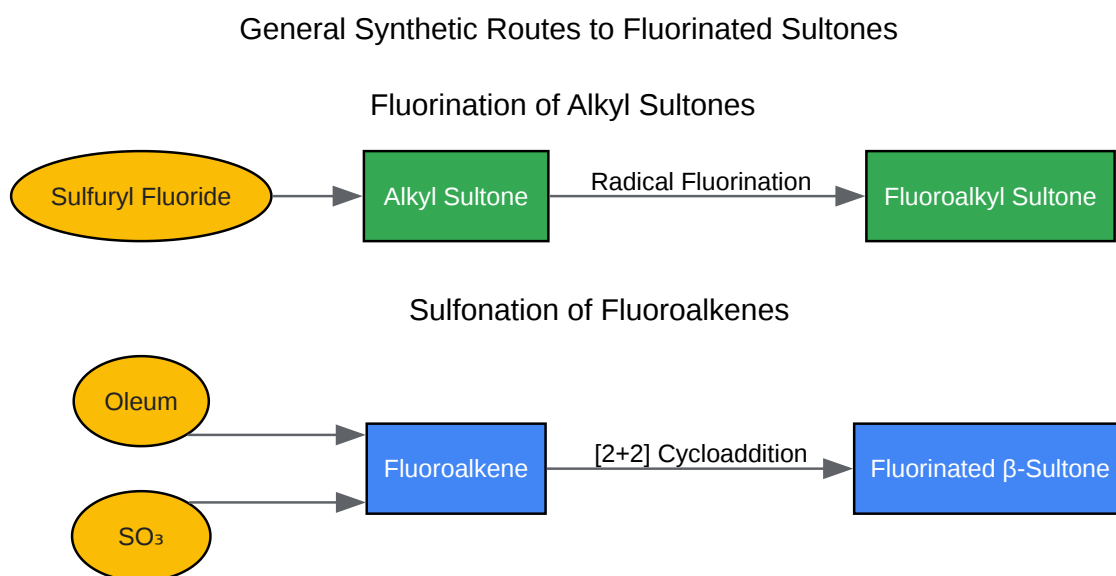 General Synthetic Routes to Fluorinated Sultones
Fluorination of Alkyl Sultones
Sulfuryl Fluoride
Alkyl Sultone
Radical Fluorination
Fluoroalkyl Sultone
Sulfonation of Fluoroalkenes
Oleum
SO₃
Fluoroalkene
[2+2] Cycloaddition
Fluorinated β-Sultone